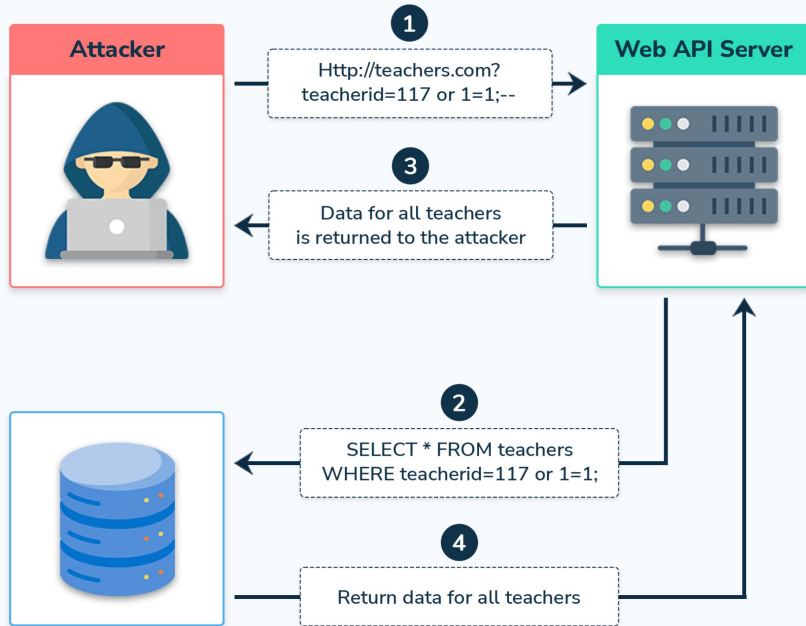 1
Attacker
Http://teachers.com?
teacherid=117 or 1=1;--
Web API Server
3
Data for all teachers
is returned to the attacker
2
SELECT * FROM teachers
WHERE teacherid=117 or 1=1;
4
Return data for all teachers